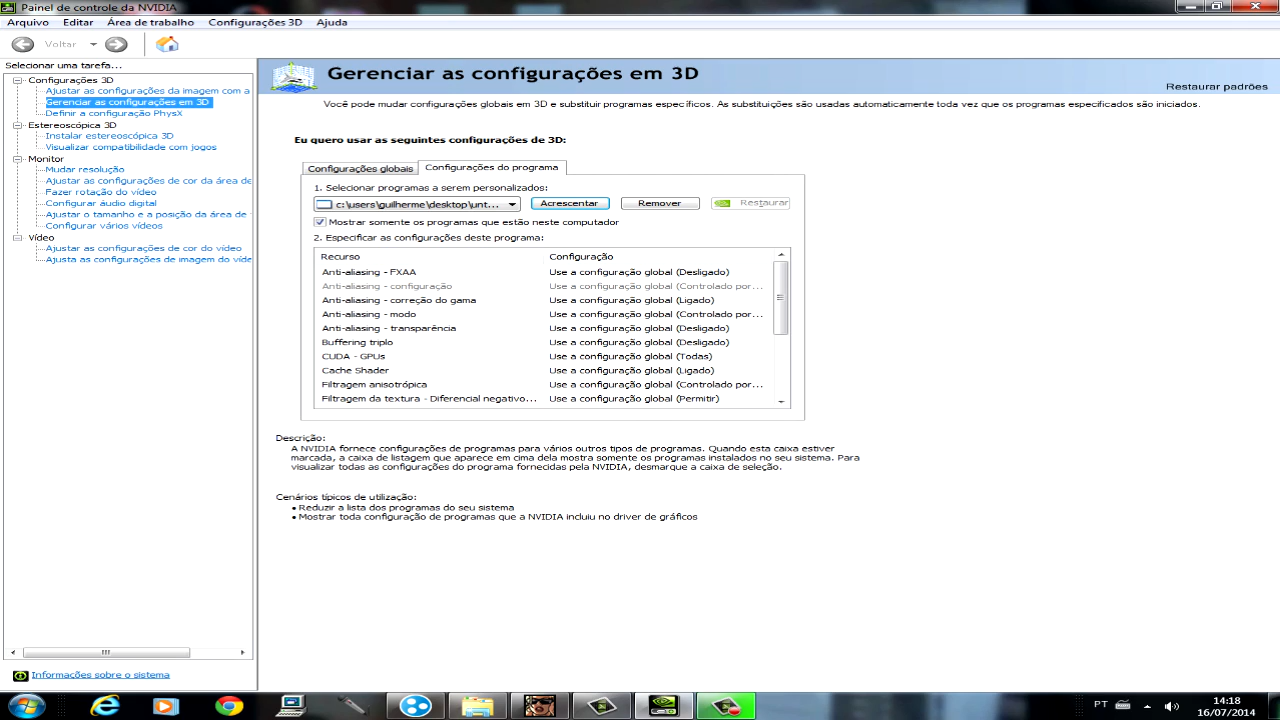 Painel de controle da NVIDIA
Arquivo Editar Área de trabalho Configurações 3D Ajuda
Voltar
Selecionar uma tarefa...
Configurações 3D
Ajustar as configurações da imagem com a
Gerenciar as configurações em 3D
Definir a configuração PhysX
Estereoscópica 3D
Instalar estereoscópica 3D
Visualizar compatibilidade com jogos
Monitor
Mudar resolução
Ajustar as configurações de cor da área de
Fazer rotação do vídeo
Configurar áudio digital
Ajustar o tamanho e a posição da área de
Configurar vários vídeos
Vídeo
Ajustar as configurações de cor do vídeo
Ajusta as configurações de imagem do víde
Informações sobre o sistema
Gerenciar as configurações em 3D
Restaurar padrões
Você pode mudar configurações globais em 3D e substituir programas específicos. As substituições são usadas automaticamente toda vez que os programas especificados são iniciados.
Eu quero usar as seguintes configurações de 3D:
Configurações globais Configurações do programa
1. Selecionar programas a serem personalizados:
c:\users\guilherme\desktop\unt... Acrescentar Remover Restaurar
Mostrar somente os programas que estão neste computador
2. Especificar as configurações deste programa:
Recurso Configuração
Anti-aliasing - FXAA Use a configuração global (Desligado)
Anti-aliasing - configuração Use a configuração global (Controlado por...
Anti-aliasing - correção do gama Use a configuração global (Ligado)
Anti-aliasing - modo Use a configuração global (Controlado por...
Anti-aliasing - transparência Use a configuração global (Desligado)
Buffering triplo Use a configuração global (Desligado)
CUDA - GPUs Use a configuração global (Todas)
Cache Shader Use a configuração global (Ligado)
Filtragem anisotrópica Use a configuração global (Controlado por...
Filtragem da textura - Diferencial negativo... Use a configuração global (Permitir)
Descrição:
A NVIDIA fornece configurações de programas para vários outros tipos de programas. Quando esta caixa estiver
marcada, a caixa de listagem que aparece em cima dela mostra somente os programas instalados no seu sistema. Para
visualizar todas as configurações do programa fornecidas pela NVIDIA, desmarque a caixa de seleção.
Cenários típicos de utilização:
• Reduzir a lista dos programas do seu sistema
• Mostrar toda configuração de programas que a NVIDIA incluiu no driver de gráficos
PT
14:18
16/07/2014